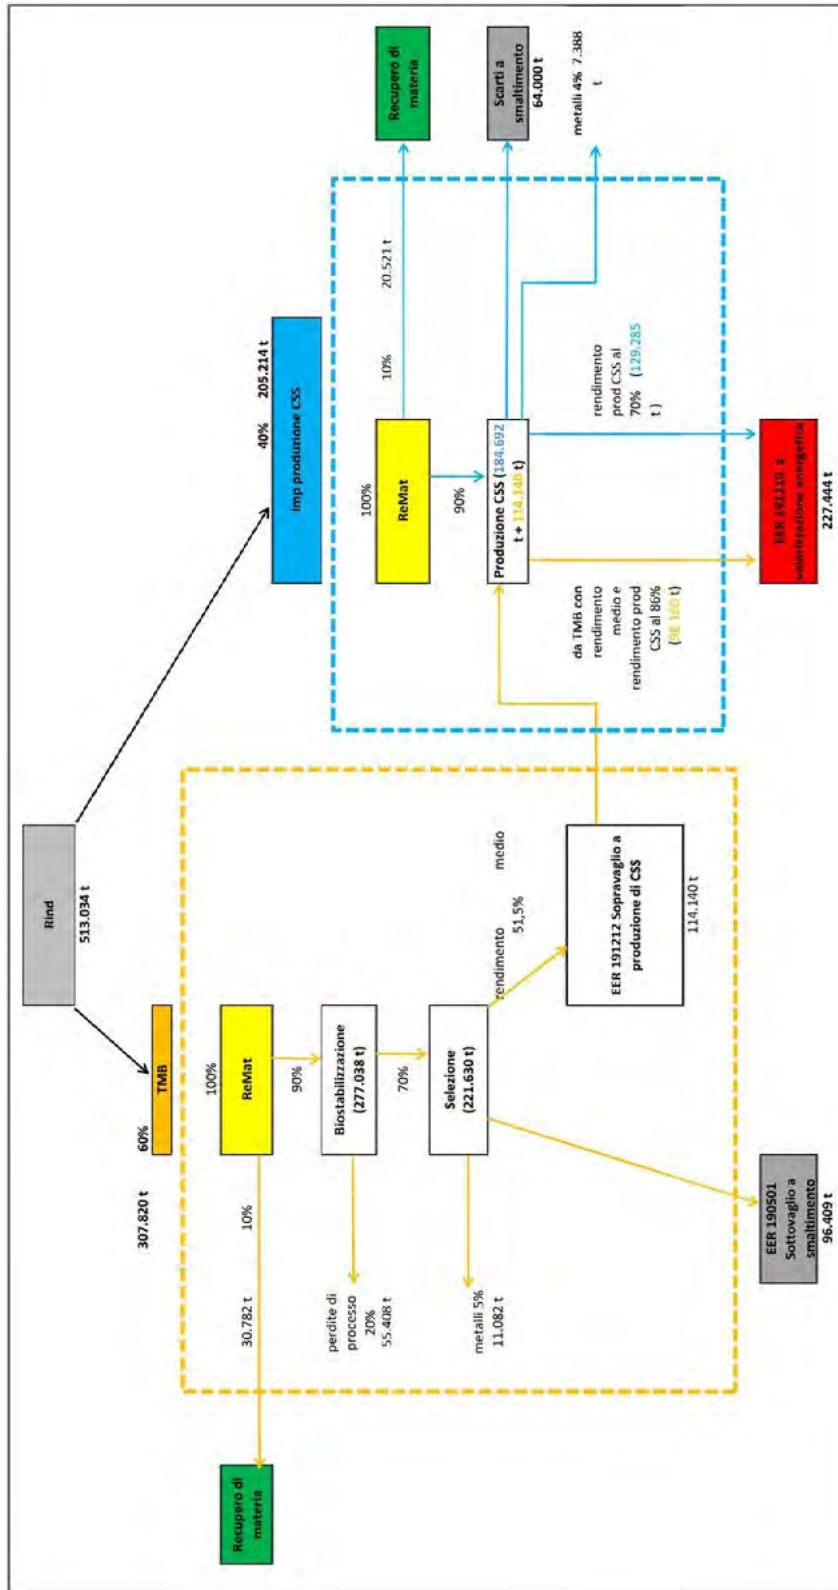 Rind
513.034 t
307.820 t
60%
TMB
40%
205.214 t
Imp produzione CSS
100%
ReMat
10%
30.782 t
Recupero di
materia
90%
Biostabilizzazione
(277.038 t)
perdite di
processo
20%
55.408 t
70%
Selezione
(221.630 t)
metalli 5%
11.082 t
rendimento medio
51,5%
EER 190501
Sottovaglio a
smaltimento
96.409 t
EER 191212 Sopravaglio a
produzione di CSS
114.140 t
100%
ReMat
10%
20.521 t
Recupero di
materia
90%
Produzione CSS (184.692
t + 114.140 t)
Scarti a
smaltimento
64.000 t
metalli 4% 7.388
t
da TMB con
rendimento
medio e
rendimento prod
CSS al 86%
(98.160 t)
rendimento
prod CSS al
70% (129.285
t )
EER 191210 a
valorizzazione energetica
227.444 t